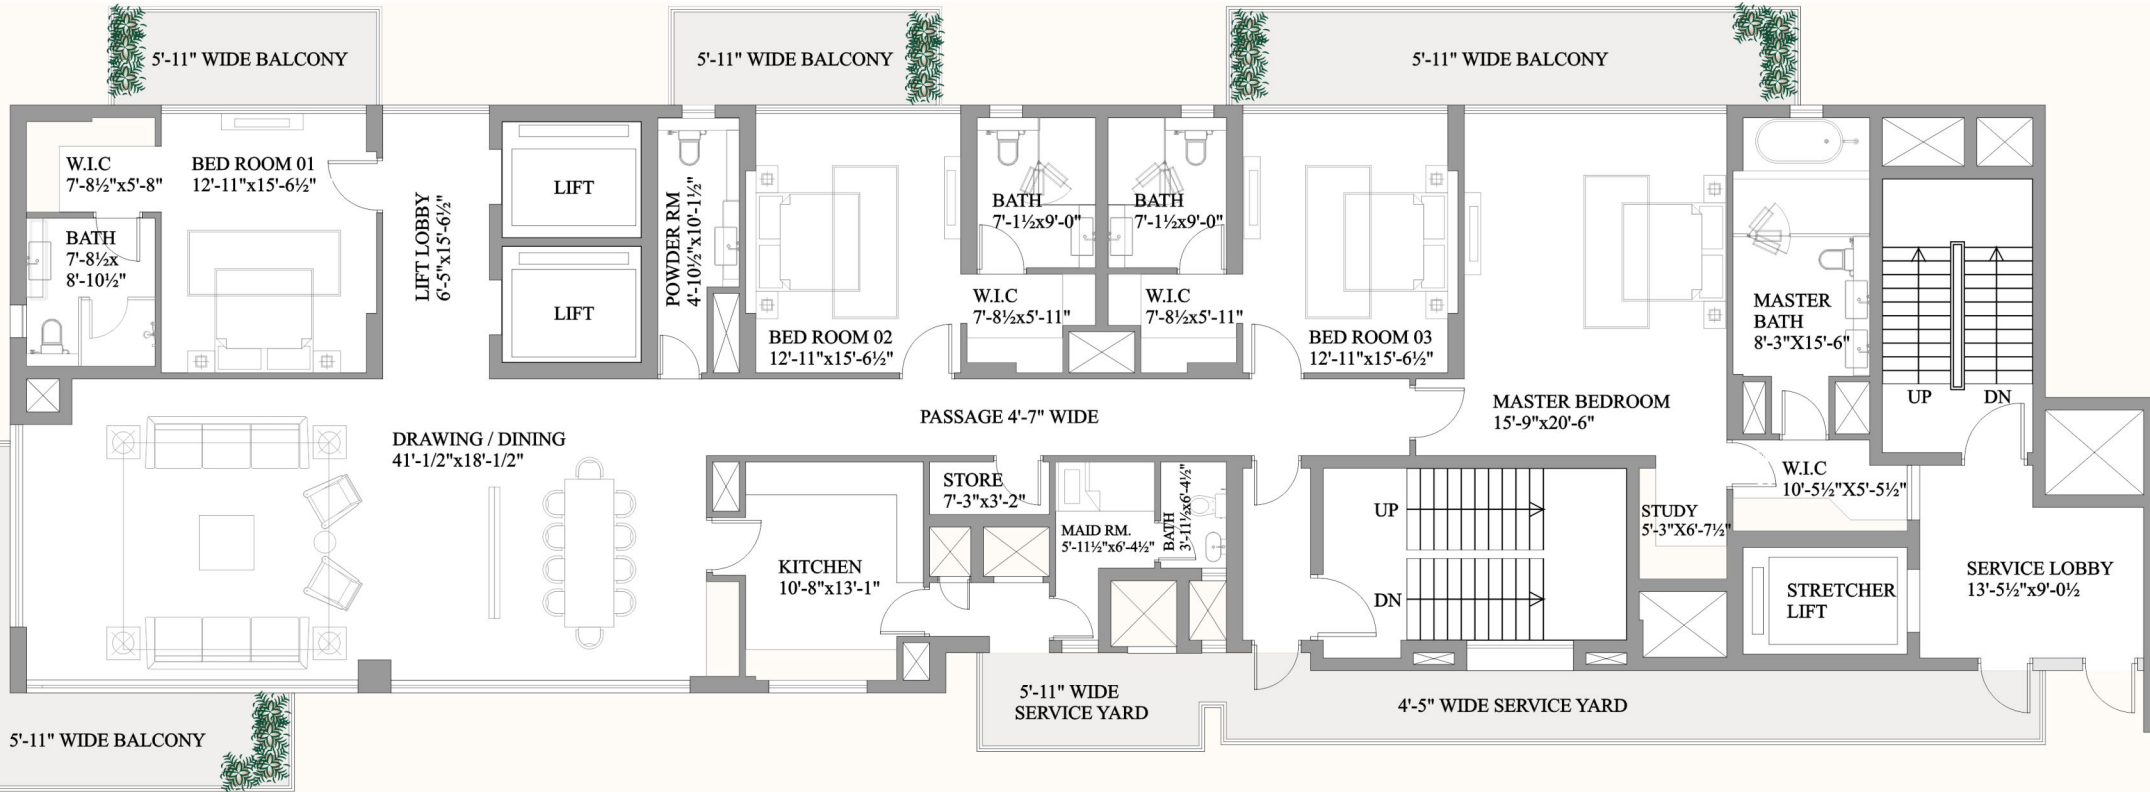 5'-11" WIDE BALCONY
5'-11" WIDE BALCONY
5'-11" WIDE BALCONY
W.I.C
7'-8½"x5'-8"
BED ROOM 01
12'-11"x15'-6½"
BATH
7'-8½x
8'-10½"
LIFT LOBBY
6'-5"x15'-6½"
LIFT
LIFT
POWDER RM
4'-10½"x10'-1½"
BED ROOM 02
12'-11"x15'-6½"
BATH
7'-1½x9'-0"
W.I.C
7'-8½x5'-11"
BATH
7'-1½x9'-0"
W.I.C
7'-8½x5'-11"
BED ROOM 03
12'-11"x15'-6½"
MASTER BEDROOM
15'-9"x20'-6"
MASTER
BATH
8'-3"X15'-6"
UP
DN
PASSAGE 4'-7" WIDE
DRAWING / DINING
41'-1/2"x18'-1/2"
KITCHEN
10'-8"x13'-1"
STORE
7'-3"x3'-2"
MAID RM.
5'-11½"x6'-4½"
BATH
3'-11½x6'-4½"
UP
DN
STUDY
5'-3"X6'-7½"
W.I.C
10'-5½"X5'-5½"
STRETCHER
LIFT
SERVICE LOBBY
13'-5½"x9'-0½
5'-11" WIDE
SERVICE YARD
4'-5" WIDE SERVICE YARD
5'-11" WIDE BALCONY